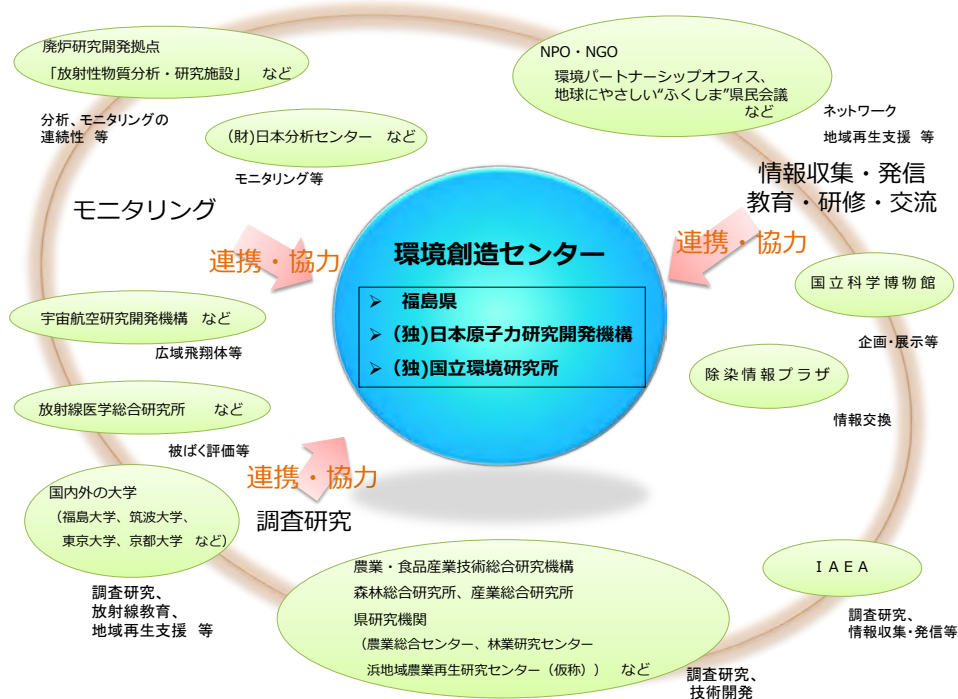 廃炉研究開発拠点
「放射性物質分析・研究施設」 など
分析、モニタリングの
連続性 等
(財)日本分析センター など
モニタリング等
モニタリング
連携・協力
NPO・NGO
環境パートナーシップオフィス、
地球にやさしい“ふくしま”県民会議
など
ネットワーク
地域再生支援 等
情報収集・発信
教育・研修・交流
連携・協力
環境創造センター
➢ 福島県
➢ (独)日本原子力研究開発機構
➢ (独)国立環境研究所
国立科学博物館
企画・展示等
除染情報プラザ
情報交換
宇宙航空研究開発機構 など
広域飛翔体等
放射線医学総合研究所 など
被ばく評価等
連携・協力
調査研究
国内外の大学
(福島大学、筑波大学、
東京大学、京都大学 など)
調査研究、
放射線教育、
地域再生支援 等
農業・食品産業技術総合研究機構
森林総合研究所、産業総合研究所
県研究機関
(農業総合センター、林業研究センター
浜地域農業再生研究センター(仮称)) など
調査研究、
技術開発
IAEA
調査研究、
情報収集・発信等